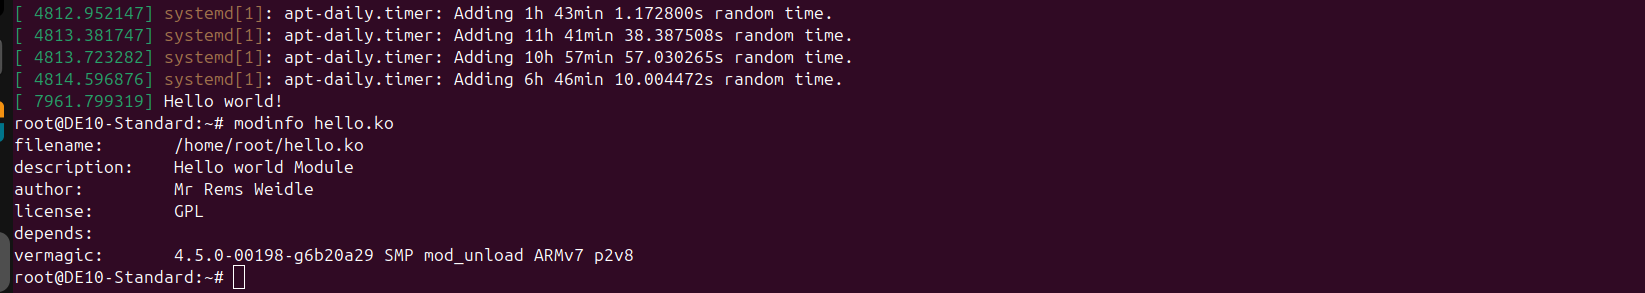 [ 4812.952147] systemd[1]: apt-daily.timer: Adding 1h 43min 1.172800s random time.
[ 4813.381747] systemd[1]: apt-daily.timer: Adding 11h 41min 38.387508s random time.
[ 4813.723282] systemd[1]: apt-daily.timer: Adding 10h 57min 57.030265s random time.
[ 4814.596876] systemd[1]: apt-daily.timer: Adding 6h 46min 10.004472s random time.
[ 7961.799319] Hello world!
root@DE10-Standard:~# modinfo hello.ko
filename:       /home/root/hello.ko
description:    Hello world Module
author:         Mr Rems Weidle
license:        GPL
depends:
vermagic:       4.5.0-00198-g6b20a29 SMP mod_unload ARMv7 p2v8
root@DE10-Standard:~#